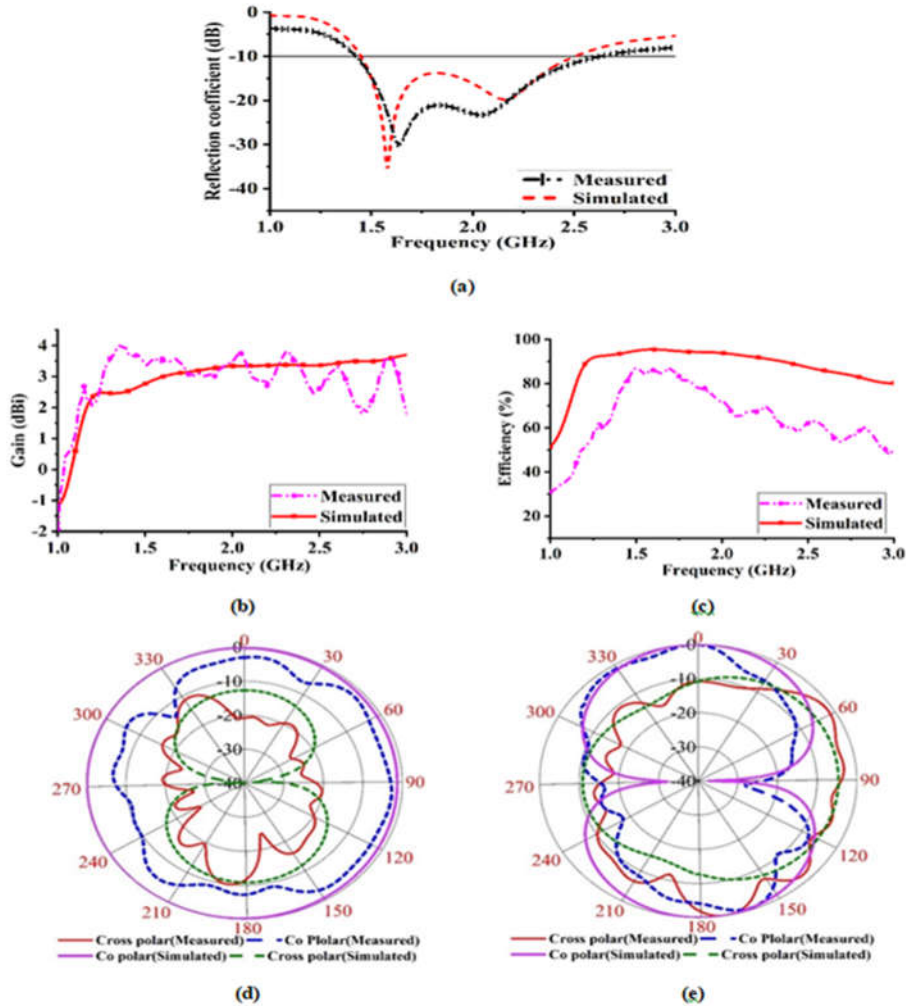 0
-10
-20
-30
-40
Reflection coefficient (dB)
Measured
Simulated
1.0 1.5 2.0 2.5 3.0
Frequency (GHz)
(a)
4
3
2
1
0
-1
-2
Gain (dBi)
Measured
Simulated
1.0 1.5 2.0 2.5 3.0
Frequency (GHz)
(b)
100
80
60
40
20
Efficiency (%)
Measured
Simulated
1.0 1.5 2.0 2.5 3.0
Frequency (GHz)
(c)
0
330 30
300 60
270 90
240 120
210 150
180
0
-10
-20
-30
-40
Cross polar(Measured) Co Plolar(Measured)
Co polar(Simulated) Cross polar(Simulated)
(d)
0
330 30
300 60
270 90
240 120
210 150
180
0
-10
-20
-30
-40
Cross polar(Measured) Co Plolar(Measured)
Co polar(Simulated) Cross polar(Simulated)
(e)